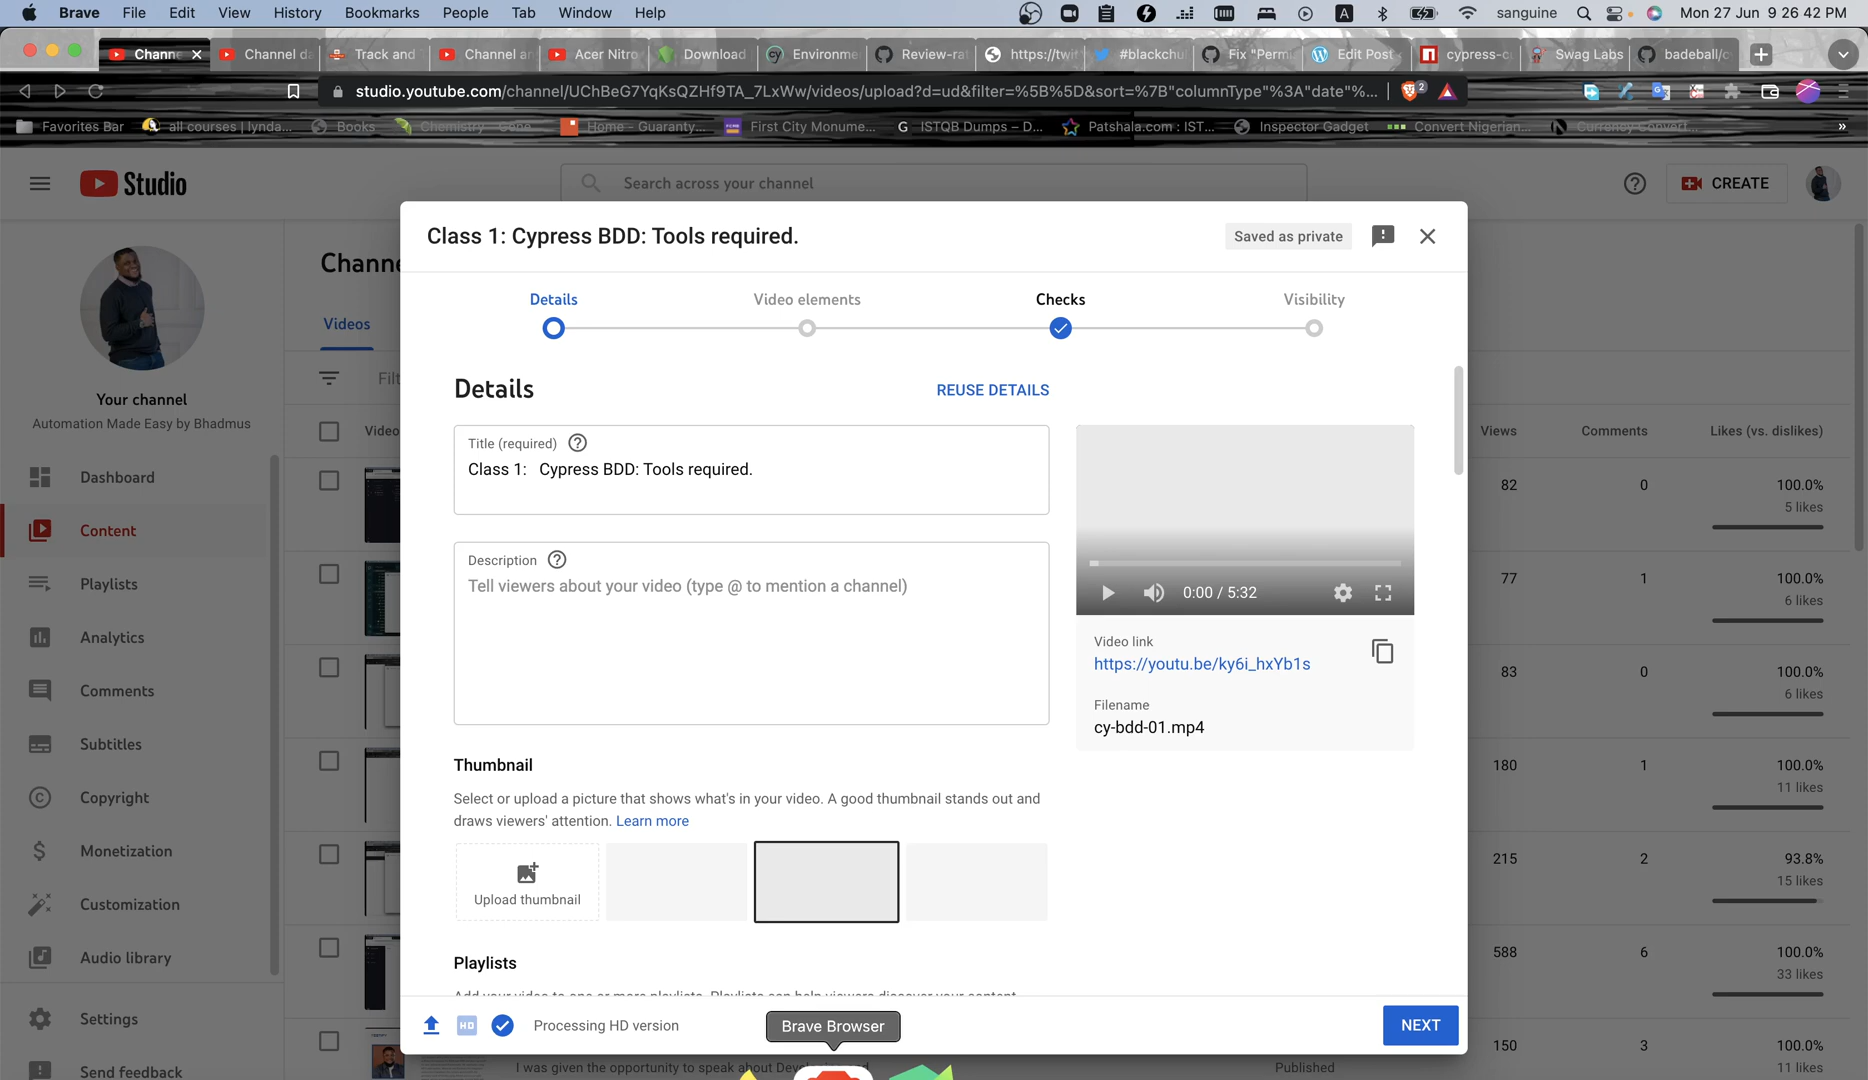 Brave File Edit View History Bookmarks People Tab Window Help sanguine Mon 27 Jun 9 26 42 PM
Chann Channel da Track and Channel an Acer Nitro Download Environme Review-ra https://twi #blackchu Fix "Permi Edit Post cypress-cu Swag Labs badeball/c
studio.youtube.com/channel/UChBeG7YqKsQZHf9TA_7LxWw/videos/upload?d=ud&filter=%5B%5D&sort=%7B"columnType"%3A"date"%... 2
Favorites Bar all courses | lynda... Books Home - Guaranty... First City Monume... ISTQB Dumps – D... Patshala.com : IST... Inspector Gadget Convert Nigerian... »
Studio
Search across your channel
CREATE
Class 1: Cypress BDD: Tools required.
Saved as private
Details
Video elements
Checks
Visibility
Chann
Videos
Filt
Your channel
Automation Made Easy by Bhadmus
Video
Views
Comments
Likes (vs. dislikes)
Dashboard
Content
Playlists
Analytics
Comments
Subtitles
Copyright
Monetization
Customization
Audio library
Settings
Send feedback
Details
REUSE DETAILS
Title (required)
Class 1: Cypress BDD: Tools required.
Description
Tell viewers about your video (type @ to mention a channel)
0:00 / 5:32
Video link
https://youtu.be/ky6i_hxYb1s
Filename
cy-bdd-01.mp4
Thumbnail
Select or upload a picture that shows what's in your video. A good thumbnail stands out and
draws viewers' attention. Learn more
Upload thumbnail
Playlists
Add your video to one or more playlists. Playlists can help viewers discover your content
HD
Processing HD version
Brave Browser
NEXT
82 0 100.0%
5 likes
77 1 100.0%
6 likes
83 0 100.0%
6 likes
180 1 100.0%
11 likes
215 2 93.8%
15 likes
588 6 100.0%
33 likes
150 3 100.0%
11 likes
I was given the opportunity to speak about
Published